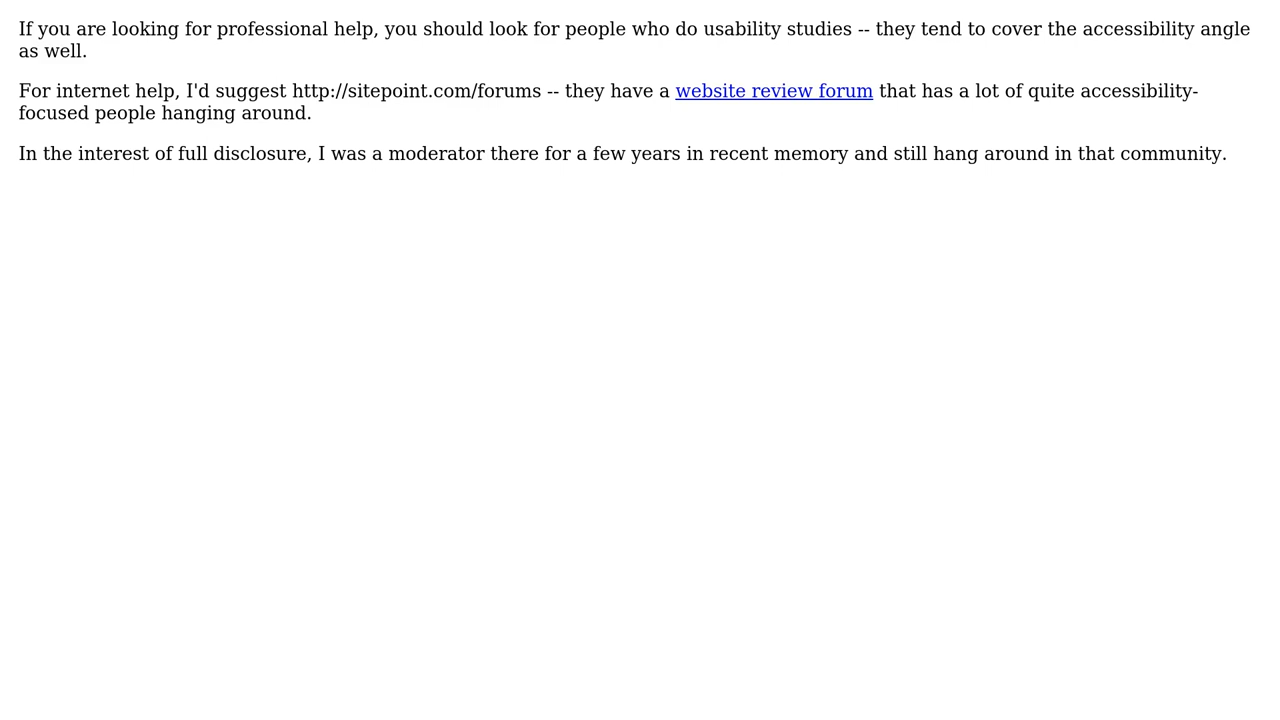 If you are looking for professional help, you should look for people who do usability studies -- they tend to cover the accessibility angle
as well.
For internet help, I'd suggest http://sitepoint.com/forums -- they have a website review forum that has a lot of quite accessibility-
focused people hanging around.
In the interest of full disclosure, I was a moderator there for a few years in recent memory and still hang around in that community.